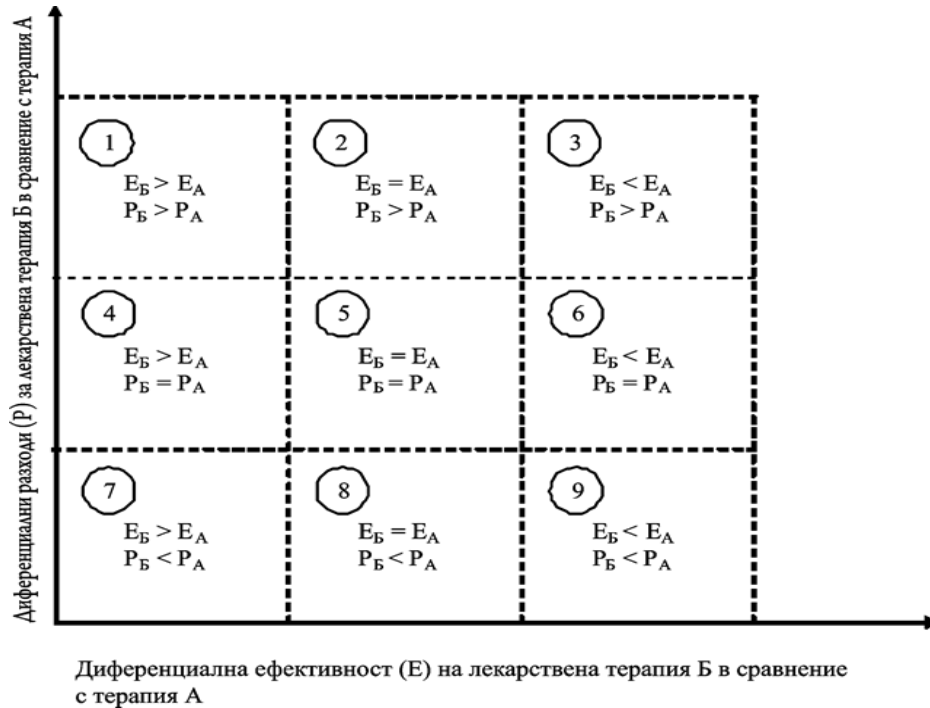 Диференциални разходи (Р) за лекарствена терапия Б в сравнение с терапия А
1
Е_Б > Е_А
Р_Б > Р_А
2
Е_Б = Е_А
Р_Б > Р_А
3
Е_Б < Е_А
Р_Б > Р_А
4
Е_Б > Е_А
Р_Б = Р_А
5
Е_Б = Е_А
Р_Б = Р_А
6
Е_Б < Е_А
Р_Б = Р_А
7
Е_Б > Е_А
Р_Б < Р_А
8
Е_Б = Е_А
Р_Б < Р_А
9
Е_Б < Е_А
Р_Б < Р_А
Диференциална ефективност (Е) на лекарствена терапия Б в сравнение
с терапия А